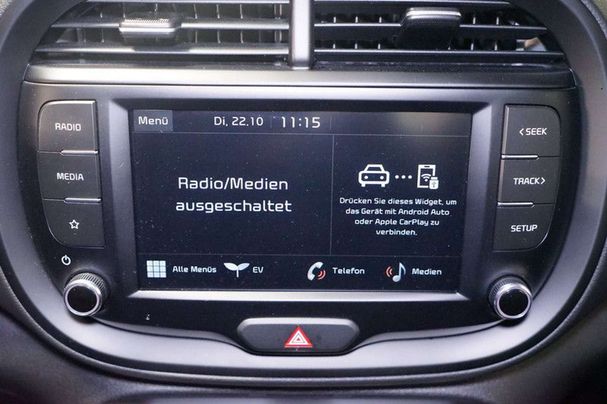 RADIO
MEDIA
Menü
Di, 22.10
11:15
Radio/Medien
ausgeschaltet
Drücken Sie dieses Widget, um
das Gerät mit Android Auto
oder Apple CarPlay zu
verbinden.
Alle Menüs
EV
Telefon
Medien
< SEEK
TRACK >
SETUP